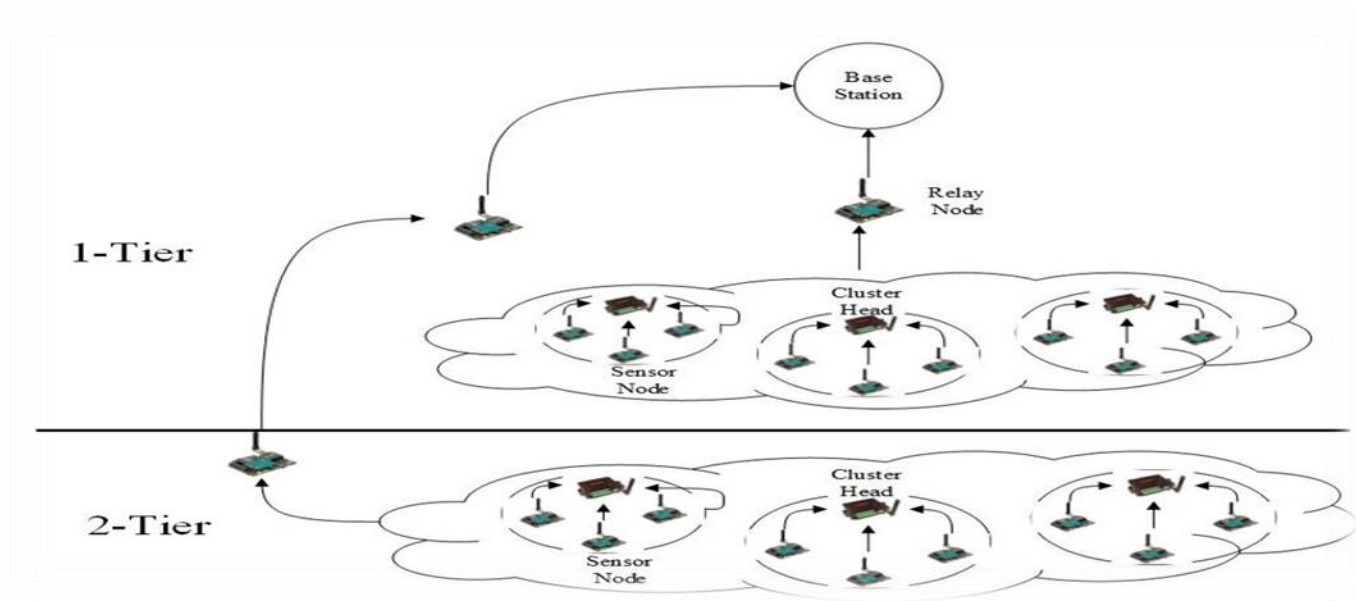 Base
Station
Relay
Node
1-Tier
Cluster
Head
Sensor
Node
Cluster
Head
2-Tier
Sensor
Node